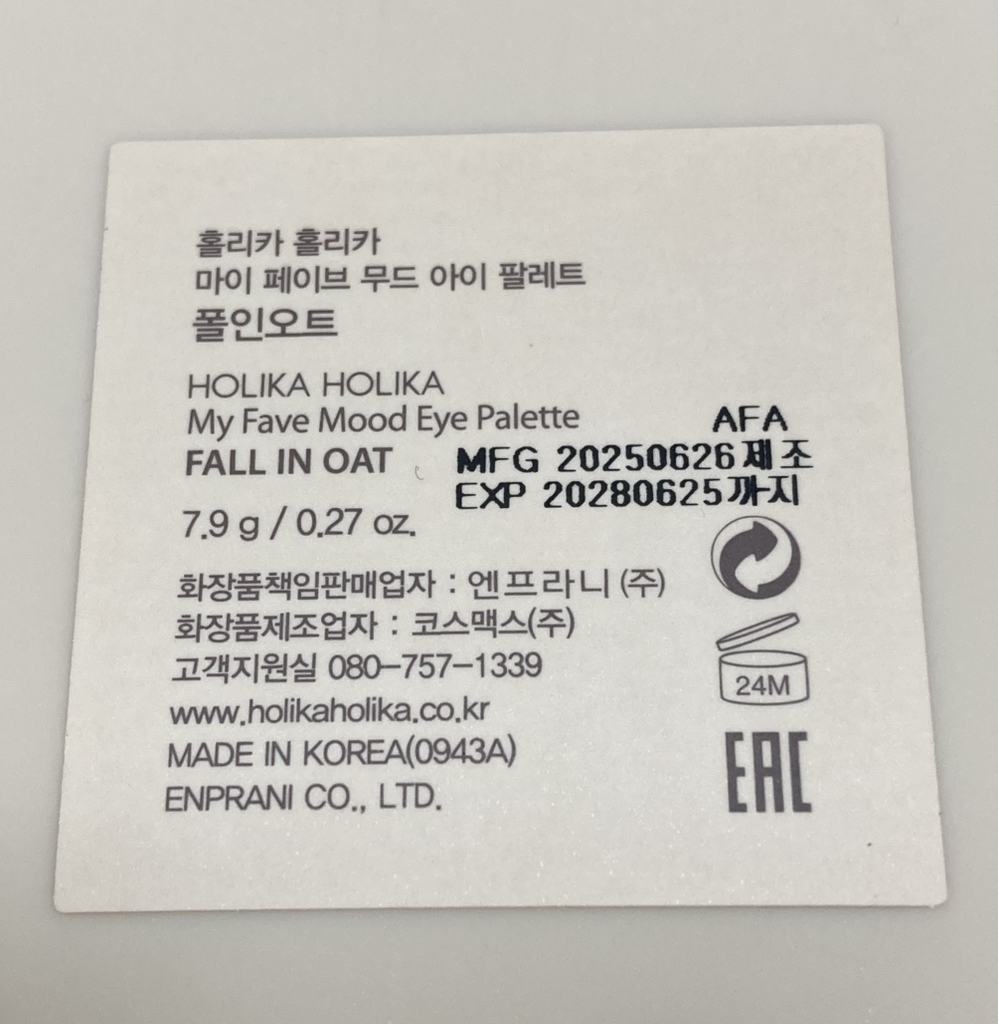 홀리카 홀리카
마이 페이브 무드 아이 팔레트
폴인오트
HOLIKA HOLIKA
My Fave Mood Eye Palette
FALL IN OAT
AFA
MFG 20250626제조
EXP 20280625까지
7.9 g / 0.27 oz.
화장품책임판매업자 : 엔프라니 (주)
화장품제조업자 : 코스맥스(주)
고객지원실 080-757-1339
www.holikaholika.co.kr
MADE IN KOREA(0943A)
ENPRANI CO., LTD.
24M
EAC